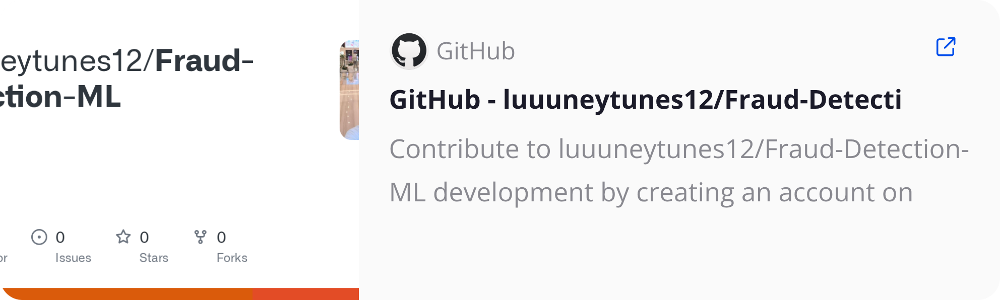 eytunes12/Fraud-
ction-ML
0
Issues
0
Stars
0
Forks
or
GitHub
GitHub - luuuneytunes12/Fraud-Detecti
Contribute to luuuneytunes12/Fraud-Detection-
ML development by creating an account on